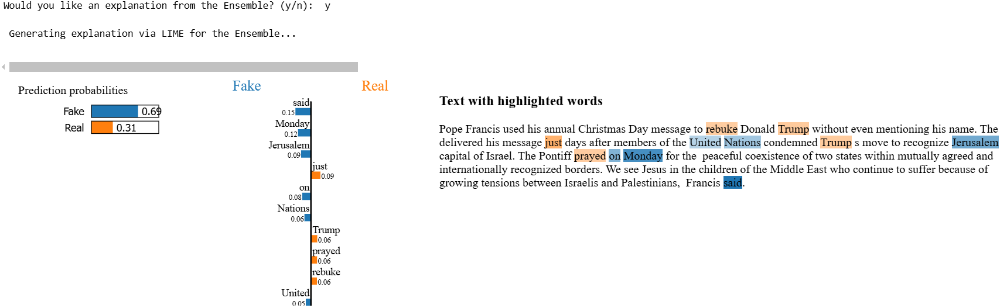 Would you like an explanation from the Ensemble? (y/n): y
Generating explanation via LIME for the Ensemble...
Prediction probabilities
Fake 0.69
Real 0.31
Fake Real
said
0.15
Monday
0.12
Jerusalem
0.09
just
0.09
on
0.08
Nations
0.06
Trump
0.06
prayed
0.06
rebuke
0.06
United
0.05
Text with highlighted words
Pope Francis used his annual Christmas Day message to rebuke Donald Trump without even mentioning his name. The
delivered his message just days after members of the United Nations condemned Trump s move to recognize Jerusalem
capital of Israel. The Pontiff prayed on Monday for the peaceful coexistence of two states within mutually agreed and
internationally recognized borders. We see Jesus in the children of the Middle East who continue to suffer because of
growing tensions between Israelis and Palestinians, Francis said.